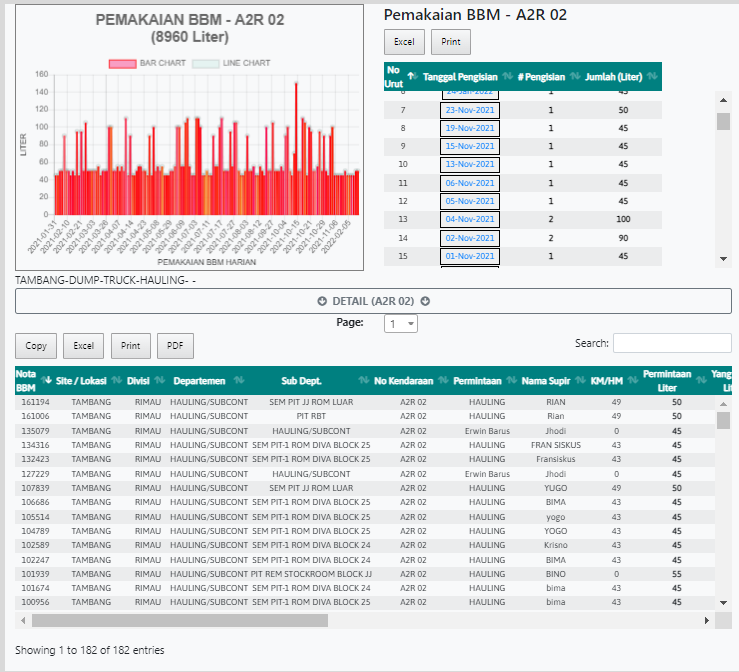 PEMAKAIAN BBM - A2R 02
(8960 Liter)
BAR CHART LINE CHART
LITER
160
140
120
100
80
60
40
20
0
2021-01-31 2021-02-10 2021-02-21 2021-03-03 2021-03-26 2021-04-07 2021-04-14 2021-04-23 2021-05-08 2021-05-29 2021-06-09 2021-07-03 2021-07-11 2021-07-17 2021-07-27 2021-08-03 2021-08-12 2021-09-27 2021-10-04 2021-10-15 2021-10-21 2021-10-29 2021-11-06 2022-02-05
PEMAKAIAN BBM HARIAN
Pemakaian BBM - A2R 02
Excel Print
No Urut Tanggal Pengisian # Pengisian Jumlah (Liter)
24-Jan-2022 1 45
7 23-Nov-2021 1 50
8 19-Nov-2021 1 45
9 15-Nov-2021 1 45
10 13-Nov-2021 1 45
11 06-Nov-2021 1 45
12 05-Nov-2021 1 45
13 04-Nov-2021 2 100
14 02-Nov-2021 2 90
15 01-Nov-2021 1 45
TAMBANG-DUMP-TRUCK-HAULING- -
DETAIL (A2R 02)
Page: 1
Copy Excel Print PDF
Search:
Nota BBM Site / Lokasi Divisi Departemen Sub Dept. No Kendaraan Permintaan Nama Supir KM/HM Permintaan Liter Yang
161194 TAMBANG RIMAU HAULING/SUBCONT SEM PIT JJ ROM LUAR A2R 02 HAULING RIAN 49 50
161006 TAMBANG RIMAU HAULING/SUBCONT PIT RBT A2R 02 HAULING Rian 49 50
135079 TAMBANG RIMAU HAULING/SUBCONT HAULING/SUBCONT A2R 02 Erwin Barus Jhodi 0 45
134316 TAMBANG RIMAU HAULING/SUBCONT SEM PIT-1 ROM DIVA BLOCK 25 A2R 02 HAULING FRAN SISKUS 43 45
132423 TAMBANG RIMAU HAULING/SUBCONT SEM PIT-1 ROM DIVA BLOCK 25 A2R 02 HAULING Fransiskus 43 45
127229 TAMBANG RIMAU HAULING/SUBCONT HAULING/SUBCONT A2R 02 Erwin Barus Jhodi 0 45
107839 TAMBANG RIMAU HAULING/SUBCONT SEM PIT JJ ROM LUAR A2R 02 HAULING YUGO 49 50
106686 TAMBANG RIMAU HAULING/SUBCONT SEM PIT-1 ROM DIVA BLOCK 25 A2R 02 HAULING BIMA 43 45
105514 TAMBANG RIMAU HAULING/SUBCONT SEM PIT-1 ROM DIVA BLOCK 25 A2R 02 HAULING yogo 43 45
104789 TAMBANG RIMAU HAULING/SUBCONT SEM PIT-1 ROM DIVA BLOCK 25 A2R 02 HAULING YOGO 43 45
102589 TAMBANG RIMAU HAULING/SUBCONT SEM PIT-1 ROM DIVA BLOCK 24 A2R 02 HAULING Krisno 43 45
102247 TAMBANG RIMAU HAULING/SUBCONT SEM PIT-1 ROM DIVA BLOCK 24 A2R 02 HAULING BIMA 43 45
101939 TAMBANG RIMAU HAULING/SUBCONT PIT REM STOCKROOM BLOCK JJ A2R 02 HAULING BINO 0 55
101674 TAMBANG RIMAU HAULING/SUBCONT SEM PIT-1 ROM DIVA BLOCK 24 A2R 02 HAULING bima 43 45
100956 TAMBANG RIMAU HAULING/SUBCONT SEM PIT-1 ROM DIVA BLOCK 25 A2R 02 HAULING bima 43 45
Showing 1 to 182 of 182 entries